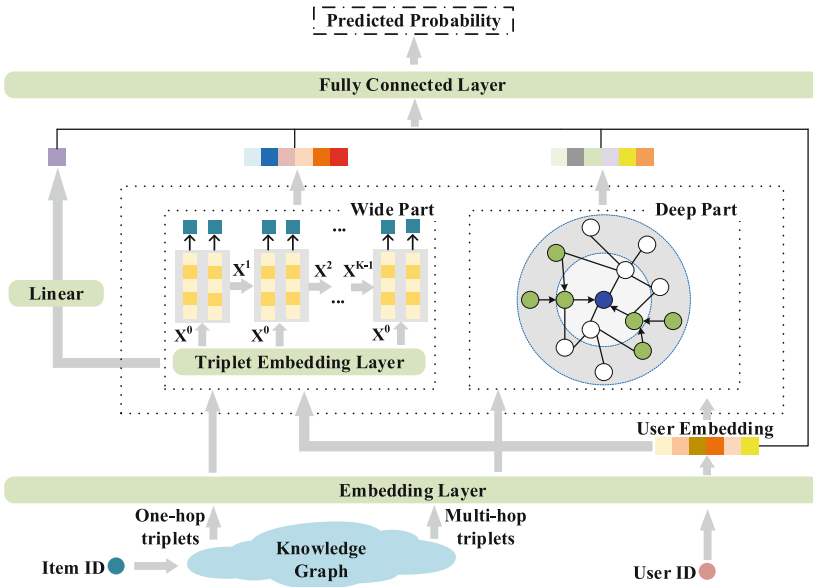 Predicted Probability
Fully Connected Layer
Wide Part
Deep Part
...
X¹
X²
X^{K-1}
...
Linear
X⁰
X⁰
X⁰
Triplet Embedding Layer
User Embedding
Embedding Layer
One-hop
triplets
Multi-hop
triplets
Knowledge
Graph
Item ID
User ID